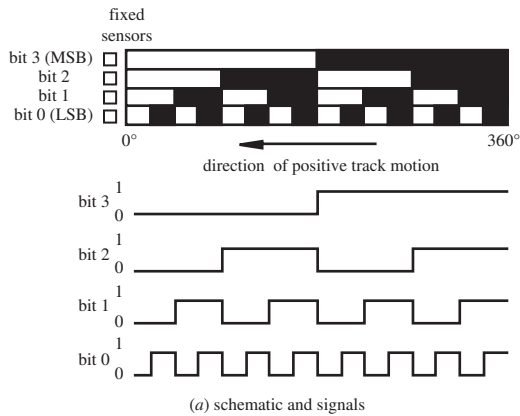 fixed
sensors
bit 3 (MSB)
bit 2
bit 1
bit 0 (LSB)
0° 360°
direction of positive track motion
1
bit 3
0
1
bit 2
0
1
bit 1
0
1
bit 0
0
(a) schematic and signals